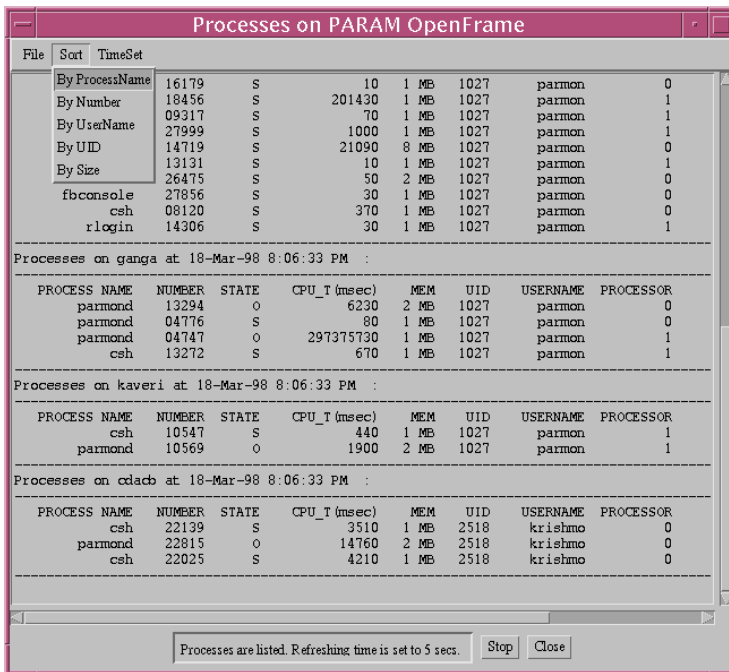 Processes on PARAM OpenFrame
File Sort TimeSet
By ProcessName
By Number
By UserName
By UID
By Size
16179 S 10 1 MB 1027 parmon 0
18456 S 201430 1 MB 1027 parmon 1
09317 S 70 1 MB 1027 parmon 1
27999 S 1000 1 MB 1027 parmon 1
14719 S 21090 8 MB 1027 parmon 0
13131 S 10 1 MB 1027 parmon 1
26475 S 50 2 MB 1027 parmon 0
fbconsole 27856 S 30 1 MB 1027 parmon 0
csh 08120 S 370 1 MB 1027 parmon 0
rlogin 14306 S 30 1 MB 1027 parmon 1
Processes on ganga at 18-Mar-98 8:06:33 PM :
PROCESS NAME NUMBER STATE CPU_T(msec) MEM UID USERNAME PROCESSOR
parmond 13294 O 6230 2 MB 1027 parmon 0
parmond 04776 S 80 1 MB 1027 parmon 0
parmond 04747 O 297375730 1 MB 1027 parmon 1
csh 13272 S 670 1 MB 1027 parmon 1
Processes on kaveri at 18-Mar-98 8:06:33 PM :
PROCESS NAME NUMBER STATE CPU_T(msec) MEM UID USERNAME PROCESSOR
csh 10547 S 440 1 MB 1027 parmon 1
parmond 10569 O 1900 2 MB 1027 parmon 1
Processes on cdacb at 18-Mar-98 8:06:33 PM :
PROCESS NAME NUMBER STATE CPU_T(msec) MEM UID USERNAME PROCESSOR
csh 22139 S 3510 1 MB 2518 krishmo 0
parmond 22815 O 14760 2 MB 2518 krishmo 0
csh 22025 S 4210 1 MB 2518 krishmo 0
Processes are listed. Refreshing time is set to 5 secs. Stop Close